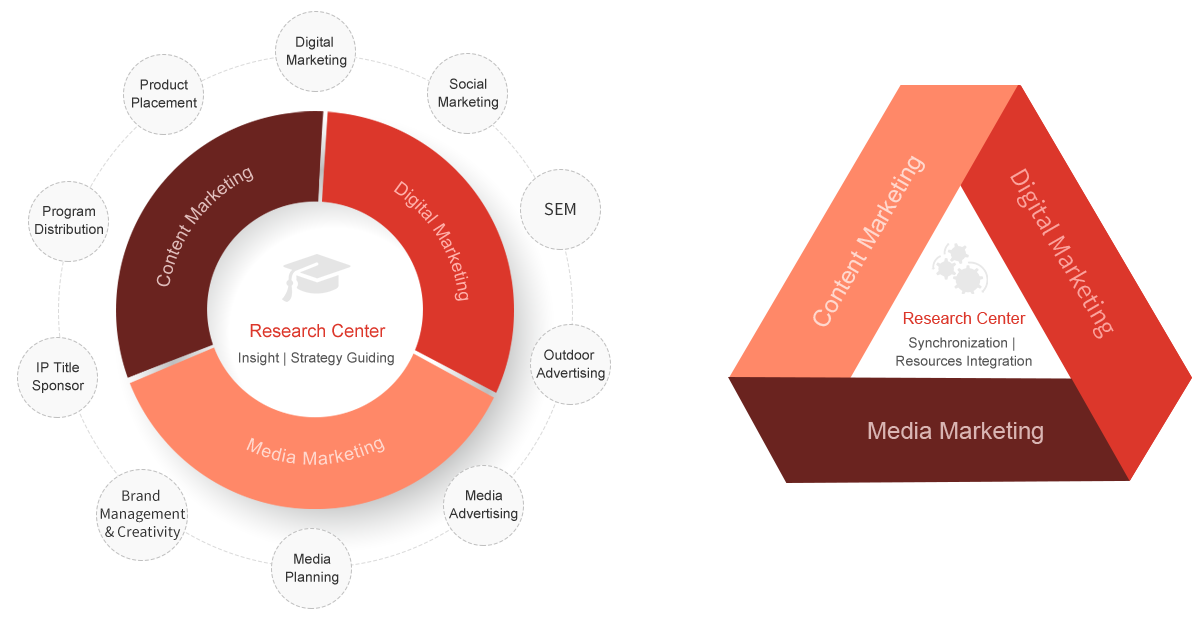 Digital
Marketing
Social
Marketing
SEM
Outdoor
Advertising
Media
Advertising
Media
Planning
Brand
Management
& Creativity
IP Title
Sponsor
Program
Distribution
Product
Placement
Content Marketing
Digital Marketing
Media Marketing
Research Center
Insight | Strategy Guiding
Content Marketing
Digital Marketing
Media Marketing
Research Center
Synchronization |
Resources Integration